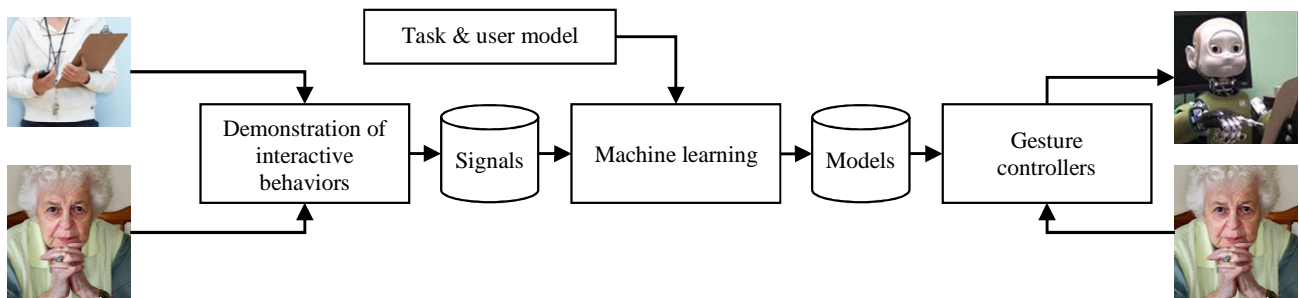 Task & user model
Demonstration of
interactive
behaviors
Signals
Machine learning
Models
Gesture
controllers